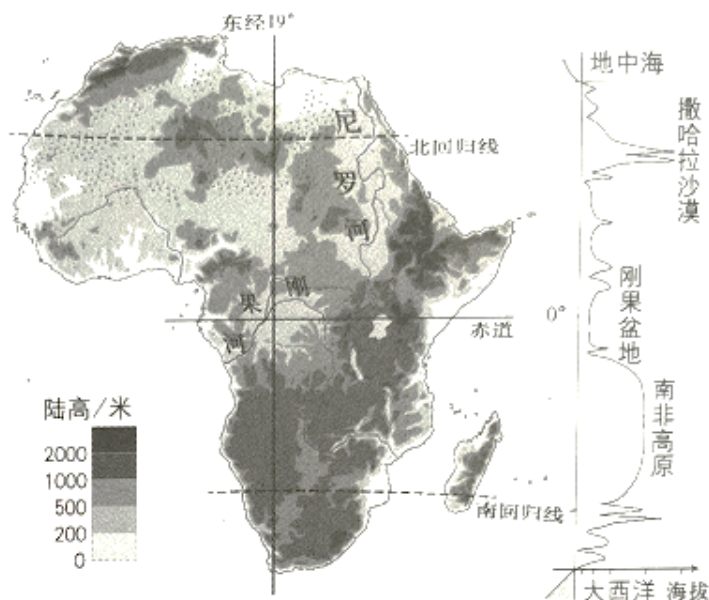 东经19°
地中海
撒哈拉沙漠
北回归线
尼罗河
刚果河
赤道
0°
刚果盆地
南非高原
陆高/米
2000
1000
500
200
0
南回归线
大西洋
海拔